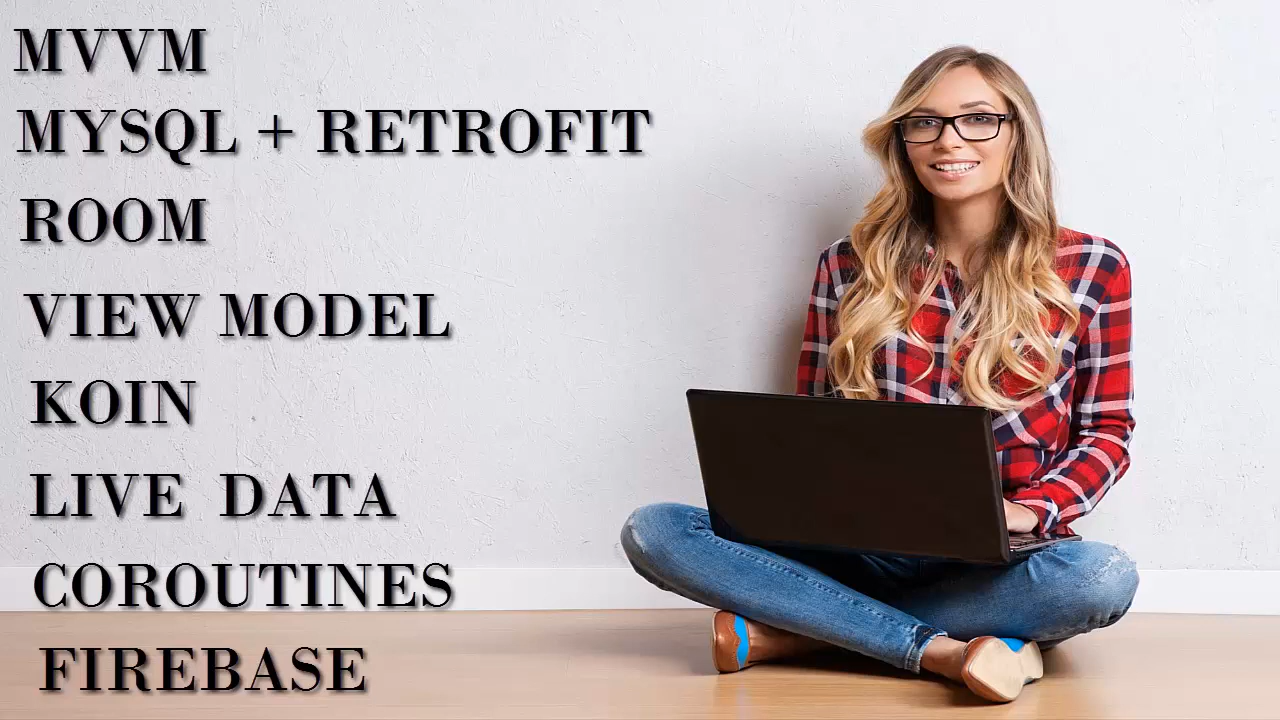 MVVM
MYSQL + RETROFIT
ROOM
VIEW MODEL
KOIN
LIVE DATA
COROUTINES
FIREBASE